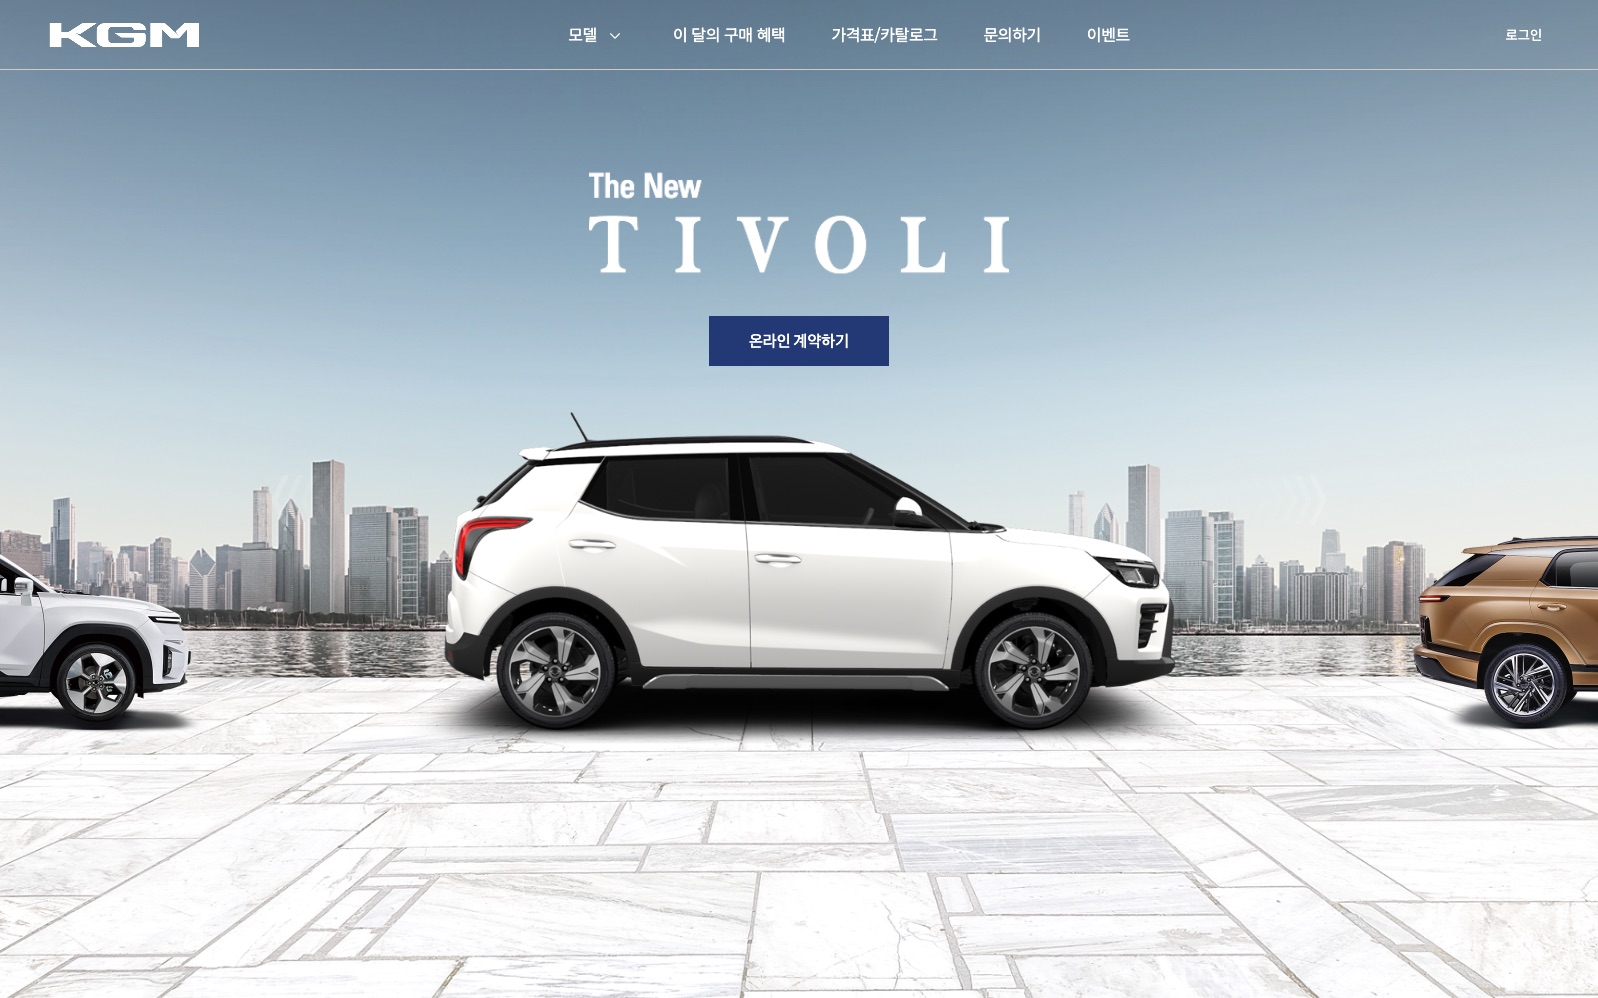 KGM
모델
이 달의 구매 혜택
가격표/카탈로그
문의하기
이벤트
로그인
The New
TIVOLI
온라인 계약하기